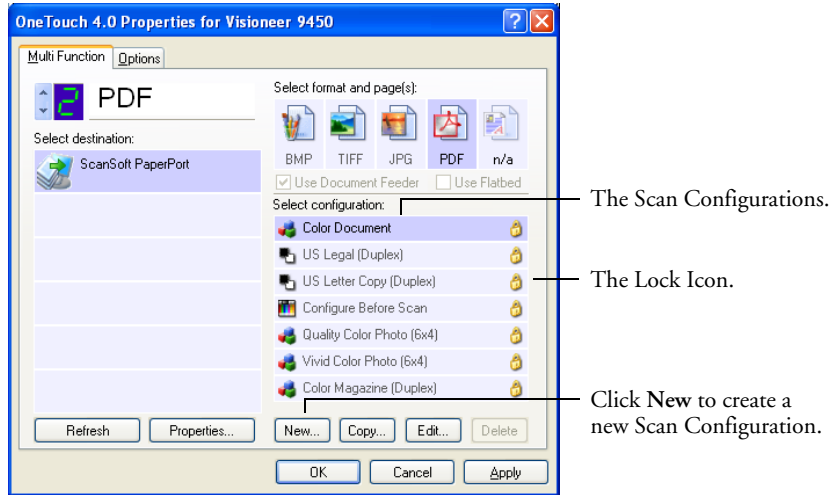 OneTouch 4.0 Properties for Visioneer 9450
Multi Function
Options
2
PDF
Select destination:
ScanSoft PaperPort
Refresh
Properties...
Select format and page(s):
BMP
TIFF
JPG
PDF
n/a
Use Document Feeder
Use Flatbed
Select configuration:
Color Document
US Legal (Duplex)
US Letter Copy (Duplex)
Configure Before Scan
Quality Color Photo (6x4)
Vivid Color Photo (6x4)
Color Magazine (Duplex)
New...
Copy...
Edit...
Delete
OK
Cancel
Apply
The Scan Configurations.
The Lock Icon.
Click New to create a
new Scan Configuration.